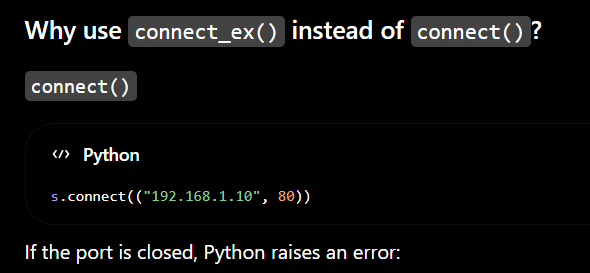 Why use connect_ex() instead of connect()?
connect()
</> Python
s.connect(("192.168.1.10", 80))
If the port is closed, Python raises an error: